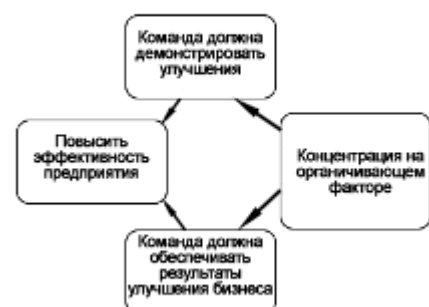 Команда должна
демонстрировать
улучшения
Повысить
эффективность
предприятия
Концентрация на
органичивающем
факторе
Команда должна
обеспечивать
результаты
улучшения бизнеса